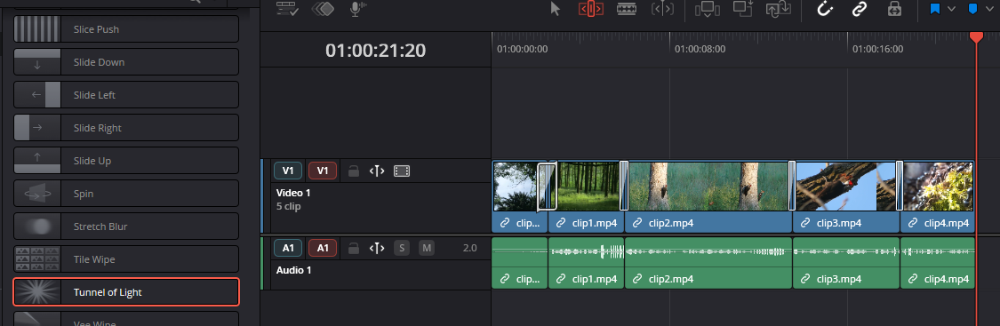 Slice Push
Slide Down
Slide Left
Slide Right
Slide Up
Spin
Stretch Blur
Tile Wipe
Tunnel of Light
Vee Wipe
01:00:21:20
01:00:00:00
01:00:08:00
01:00:16:00
V1
V1
Video 1
5 clip
clip...
clip1.mp4
clip2.mp4
clip3.mp4
clip4.mp4
A1
A1
S
M
2.0
Audio 1
clip...
clip1.mp4
clip2.mp4
clip3.mp4
clip4.mp4